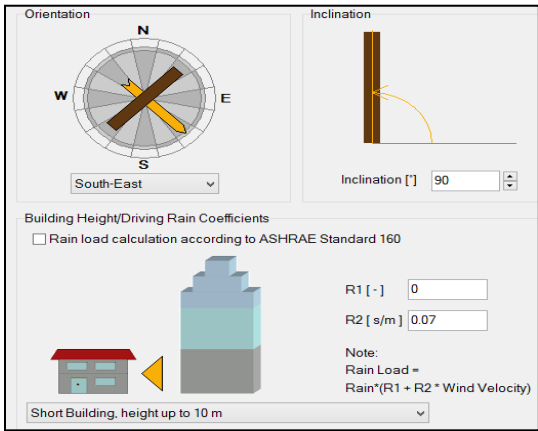 Orientation
Inclination
N
W
E
S
South-East
Inclination [°] 90
Building Height/Driving Rain Coefficients
Rain load calculation according to ASHRAE Standard 160
R1 [ - ] 0
R2 [ s/m ] 0.07
Note:
Rain Load =
Rain*(R1 + R2 * Wind Velocity)
Short Building, height up to 10 m